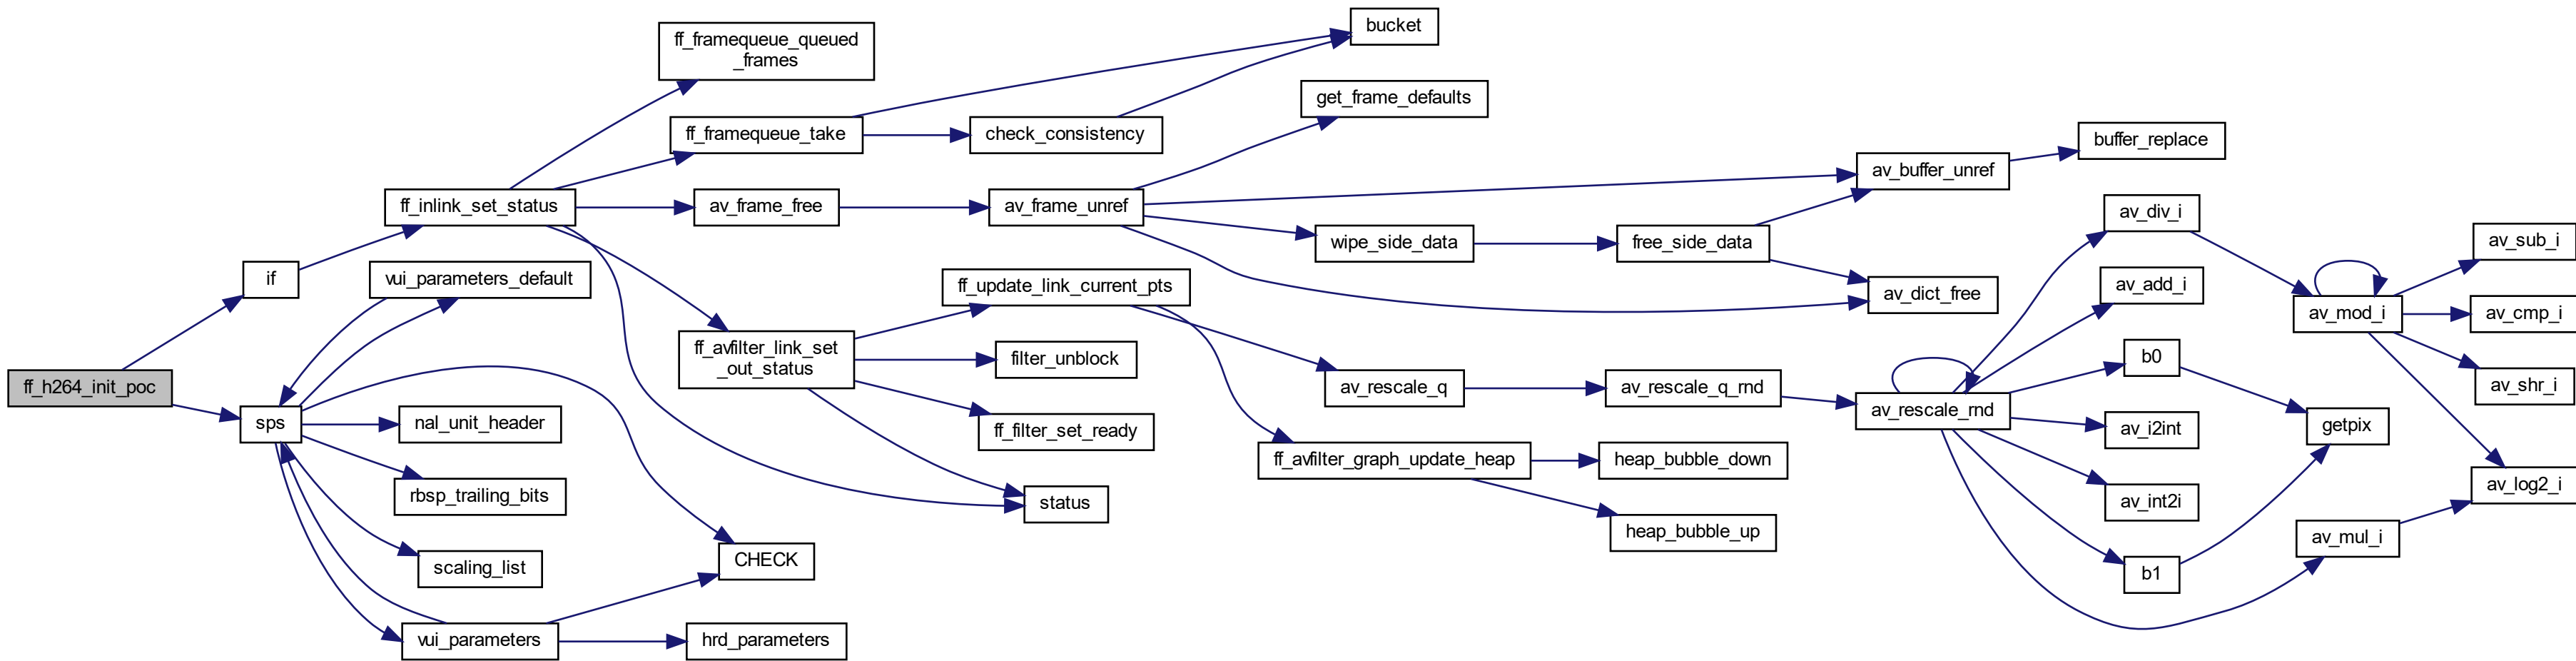 ff_h264_init_poc
if
sps
ff_inlink_set_status
vui_parameters_default
nal_unit_header
rbsp_trailing_bits
scaling_list
vui_parameters
ff_framequeue_queued
_frames
ff_framequeue_take
av_frame_free
ff_avfilter_link_set
_out_status
CHECK
hrd_parameters
check_consistency
av_frame_unref
ff_update_link_current_pts
filter_unblock
ff_filter_set_ready
status
bucket
get_frame_defaults
wipe_side_data
av_rescale_q
ff_avfilter_graph_update_heap
free_side_data
av_rescale_q_rnd
heap_bubble_down
heap_bubble_up
av_buffer_unref
av_dict_free
av_rescale_rnd
buffer_replace
av_div_i
av_add_i
b0
av_i2int
av_int2i
b1
av_mod_i
getpix
av_mul_i
av_sub_i
av_cmp_i
av_shr_i
av_log2_i